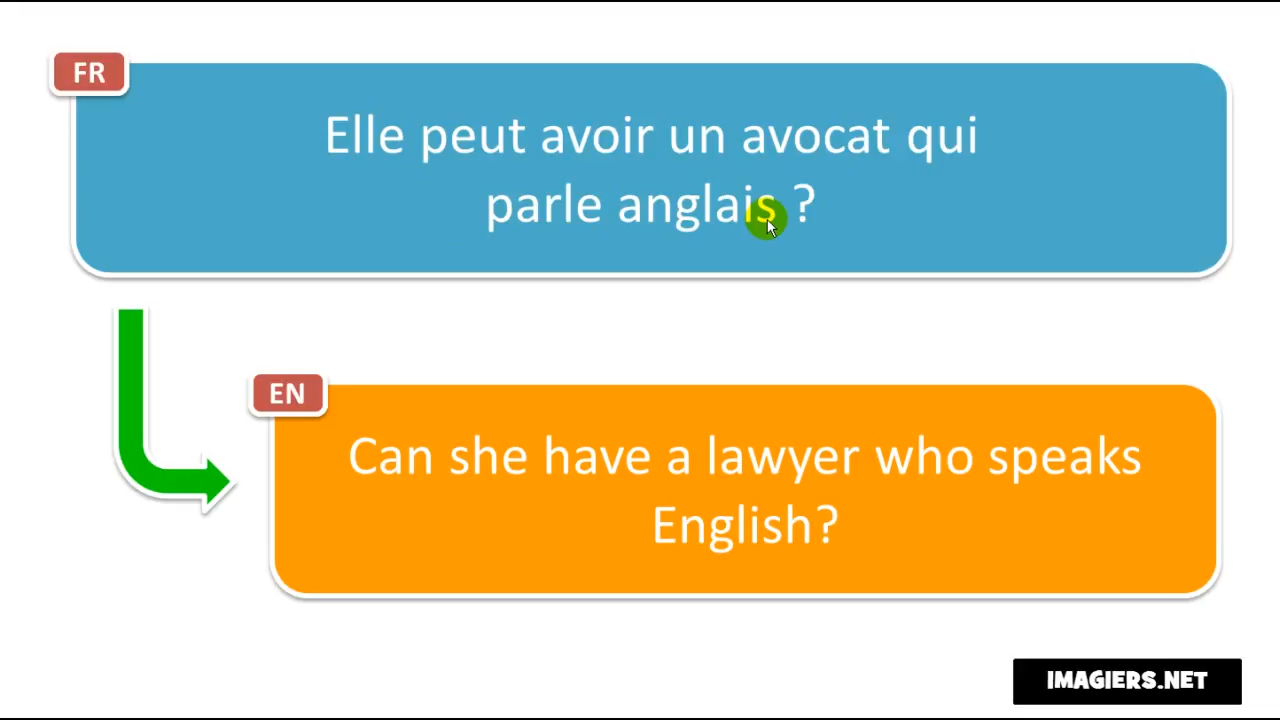 FR
Elle peut avoir un avocat qui
parle anglais ?
EN
Can she have a lawyer who speaks
English?
IMAGIERS.NET